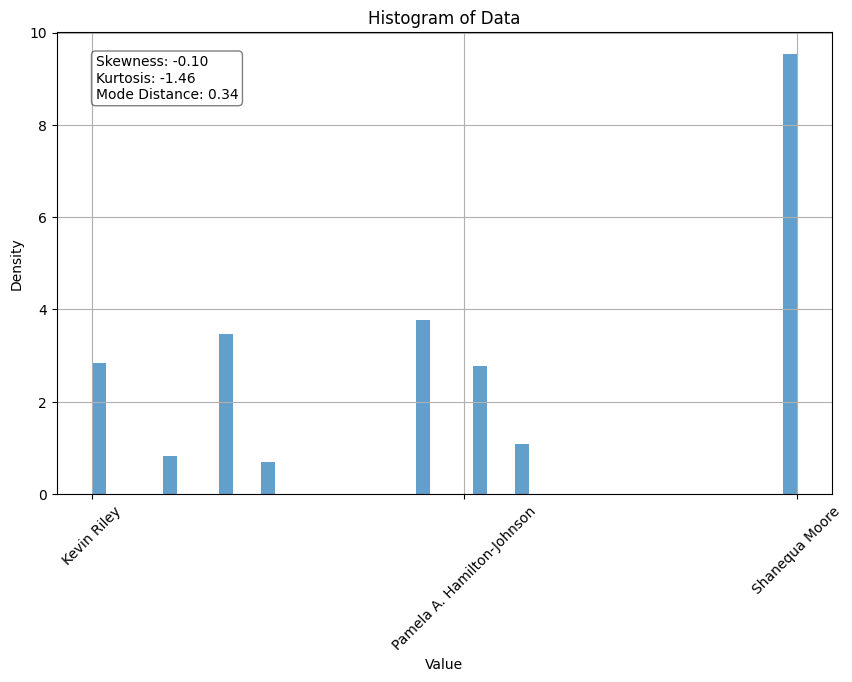 Histogram of Data
Skewness: -0.10
Kurtosis: -1.46
Mode Distance: 0.34
10
8
6
4
2
0
Density
Kevin Riley
Pamela A. Hamilton-Johnson
Shanequa Moore
Value